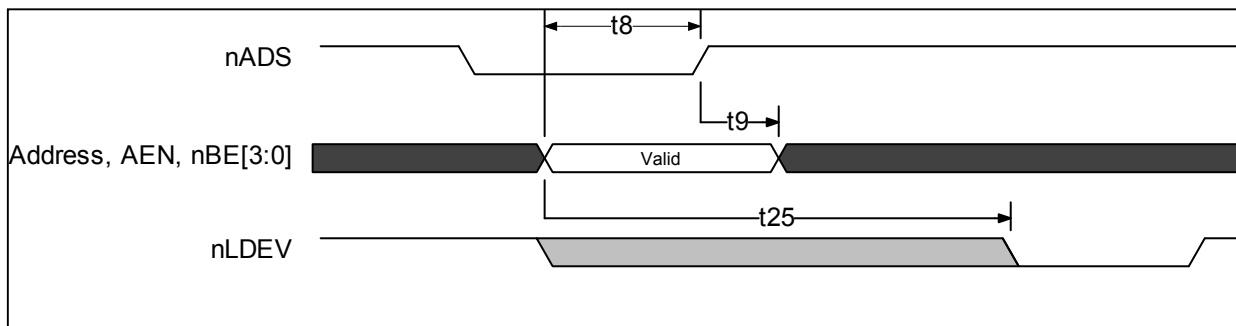 t8
nADS
t9
Address, AEN, nBE[3:0]
Valid
t25
nLDEV